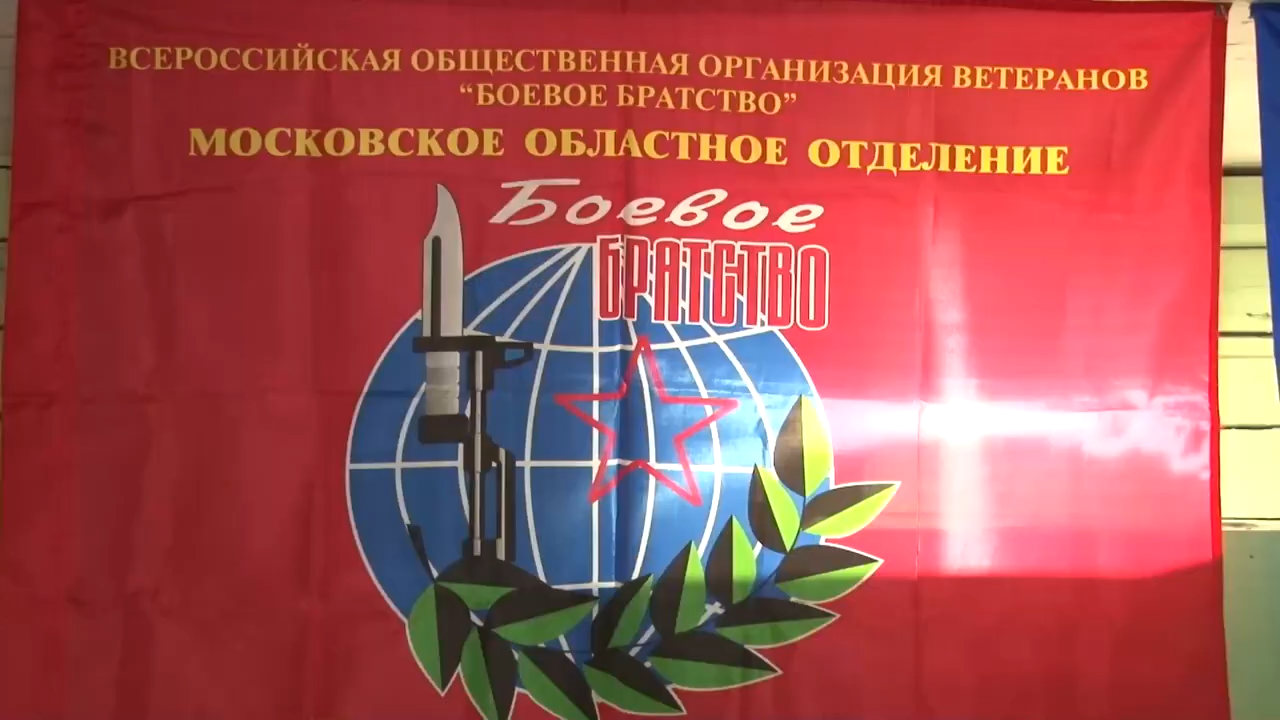 ВСЕРОССИЙСКАЯ ОБЩЕСТВЕННАЯ ОРГАНИЗАЦИЯ ВЕТЕРАНОВ
“БОЕВОЕ БРАТСТВО”
МОСКОВСКОЕ ОБЛАСТНОЕ ОТДЕЛЕНИЕ
Боевое
БРАТСТВО